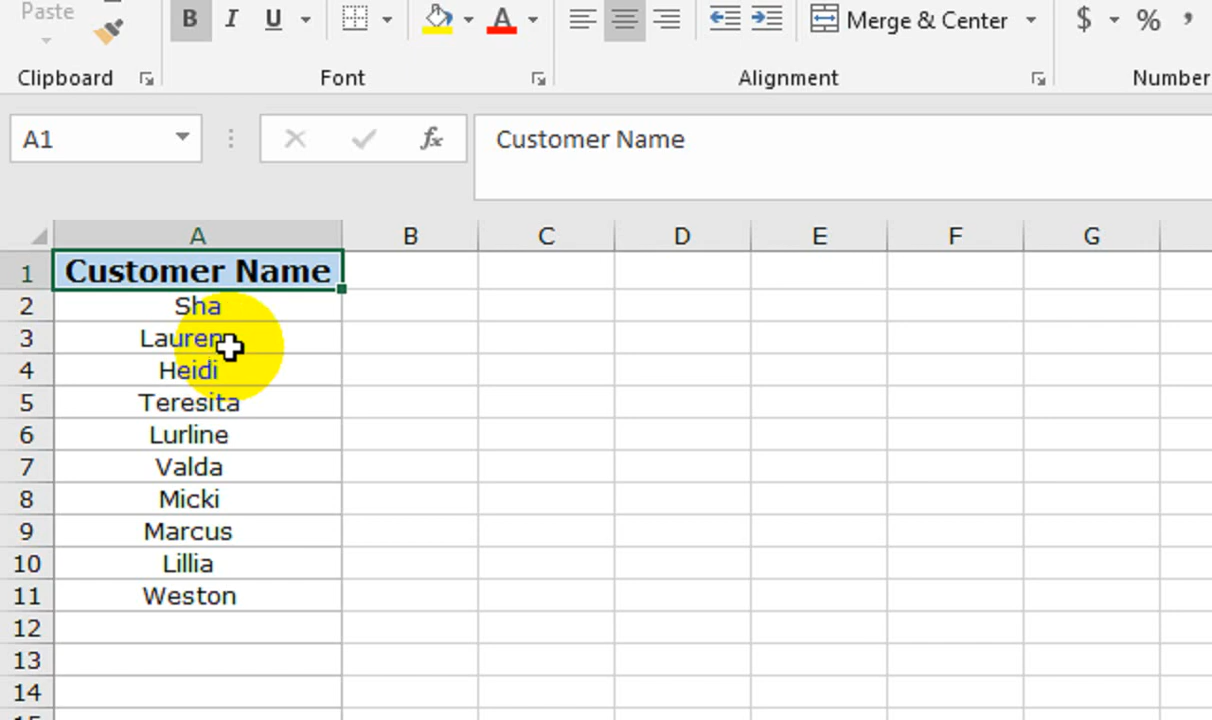 Paste
B I U A Merge & Center $ % ,
Clipboard Font Alignment Number
A1 fx Customer Name
A B C D E F G
1 Customer Name
2 Sha
3
4 Heidi
5 Teresita
6 Lurline
7 Valda
8 Micki
9 Marcus
10 Lillia
11 Weston
12
13
14